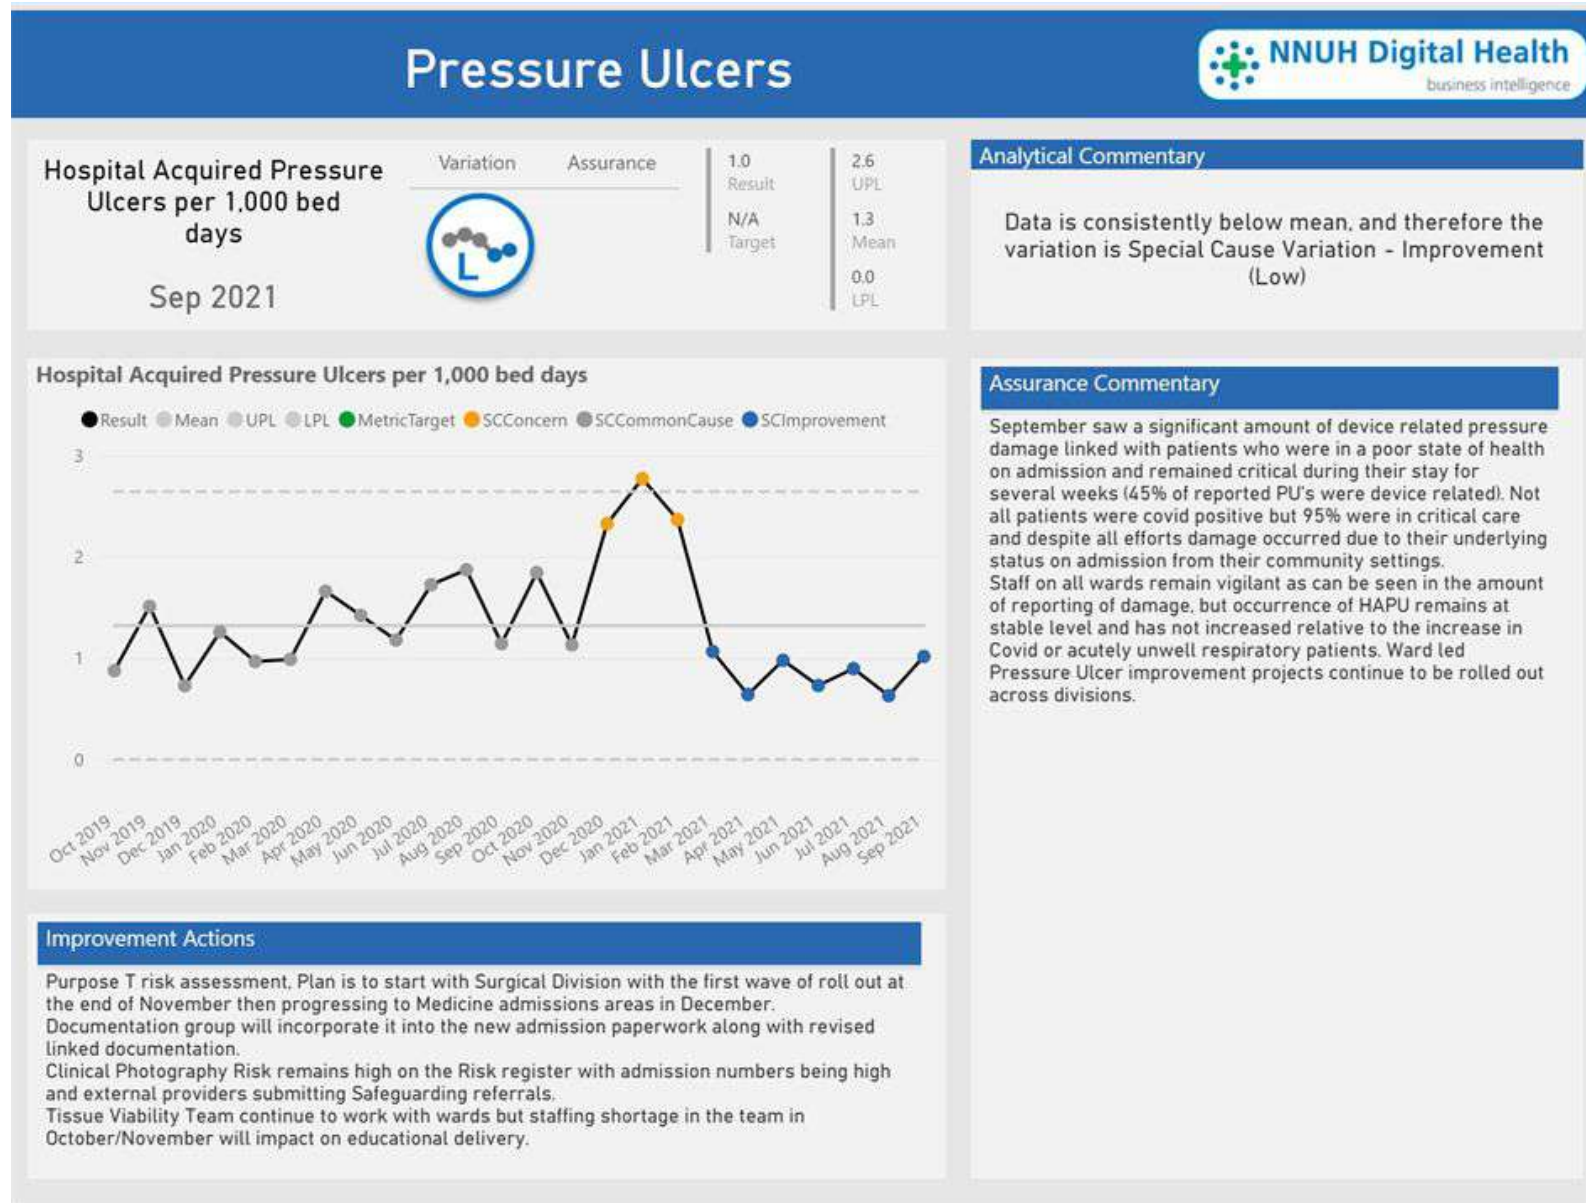 Pressure Ulcers
NNUH Digital Health
business intelligence
Hospital Acquired Pressure
Ulcers per 1,000 bed
days
Sep 2021
Variation
Assurance
L
1.0
Result
N/A
Target
2.6
UPL
1.3
Mean
0.0
LPL
Analytical Commentary
Data is consistently below mean, and therefore the
variation is Special Cause Variation - Improvement
(Low)
Hospital Acquired Pressure Ulcers per 1,000 bed days
Result Mean UPL LPL MetricTarget SCConcern SCCommonCause SCImprovement
3
2
1
0
Oct 2019
Nov 2019
Dec 2019
Jan 2020
Feb 2020
Mar 2020
Apr 2020
May 2020
Jun 2020
Jul 2020
Aug 2020
Sep 2020
Oct 2020
Nov 2020
Dec 2020
Jan 2021
Feb 2021
Mar 2021
Apr 2021
May 2021
Jun 2021
Jul 2021
Aug 2021
Sep 2021
Assurance Commentary
September saw a significant amount of device related pressure
damage linked with patients who were in a poor state of health
on admission and remained critical during their stay for
several weeks (45% of reported PU's were device related). Not
all patients were covid positive but 95% were in critical care
and despite all efforts damage occurred due to their underlying
status on admission from their community settings.
Staff on all wards remain vigilant as can be seen in the amount
of reporting of damage, but occurrence of HAPU remains at
stable level and has not increased relative to the increase in
Covid or acutely unwell respiratory patients. Ward led
Pressure Ulcer improvement projects continue to be rolled out
across divisions.
Improvement Actions
Purpose T risk assessment, Plan is to start with Surgical Division with the first wave of roll out at
the end of November then progressing to Medicine admissions areas in December.
Documentation group will incorporate it into the new admission paperwork along with revised
linked documentation.
Clinical Photography Risk remains high on the Risk register with admission numbers being high
and external providers submitting Safeguarding referrals.
Tissue Viability Team continue to work with wards but staffing shortage in the team in
October/November will impact on educational delivery.